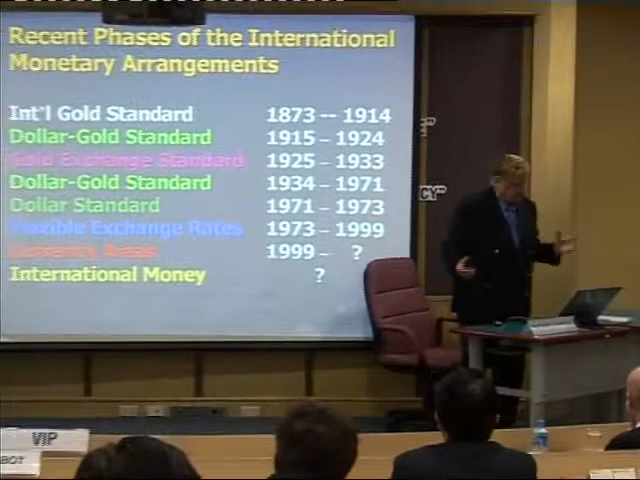 Recent Phases of the International
Monetary Arrangements
Int'l Gold Standard 1873 -- 1914
Dollar-Gold Standard 1915 – 1924
Gold Exchange Standard 1925 – 1933
Dollar-Gold Standard 1934 – 1971
Dollar Standard 1971 – 1973
Flexible Exchange Rates 1973 – 1999
Currency Areas 1999 – ?
International Money ?
CY"
VIP
BOT